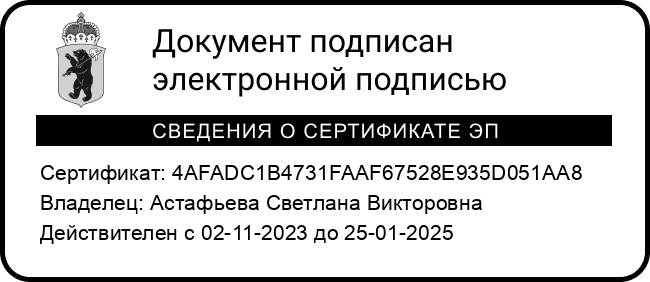 Документ подписан
электронной подписью
СВЕДЕНИЯ О СЕРТИФИКАТЕ ЭП
Сертификат: 4AFADC1B4731FAAF67528E935D051AA8
Владелец: Астафьева Светлана Викторовна
Действителен с 02-11-2023 до 25-01-2025